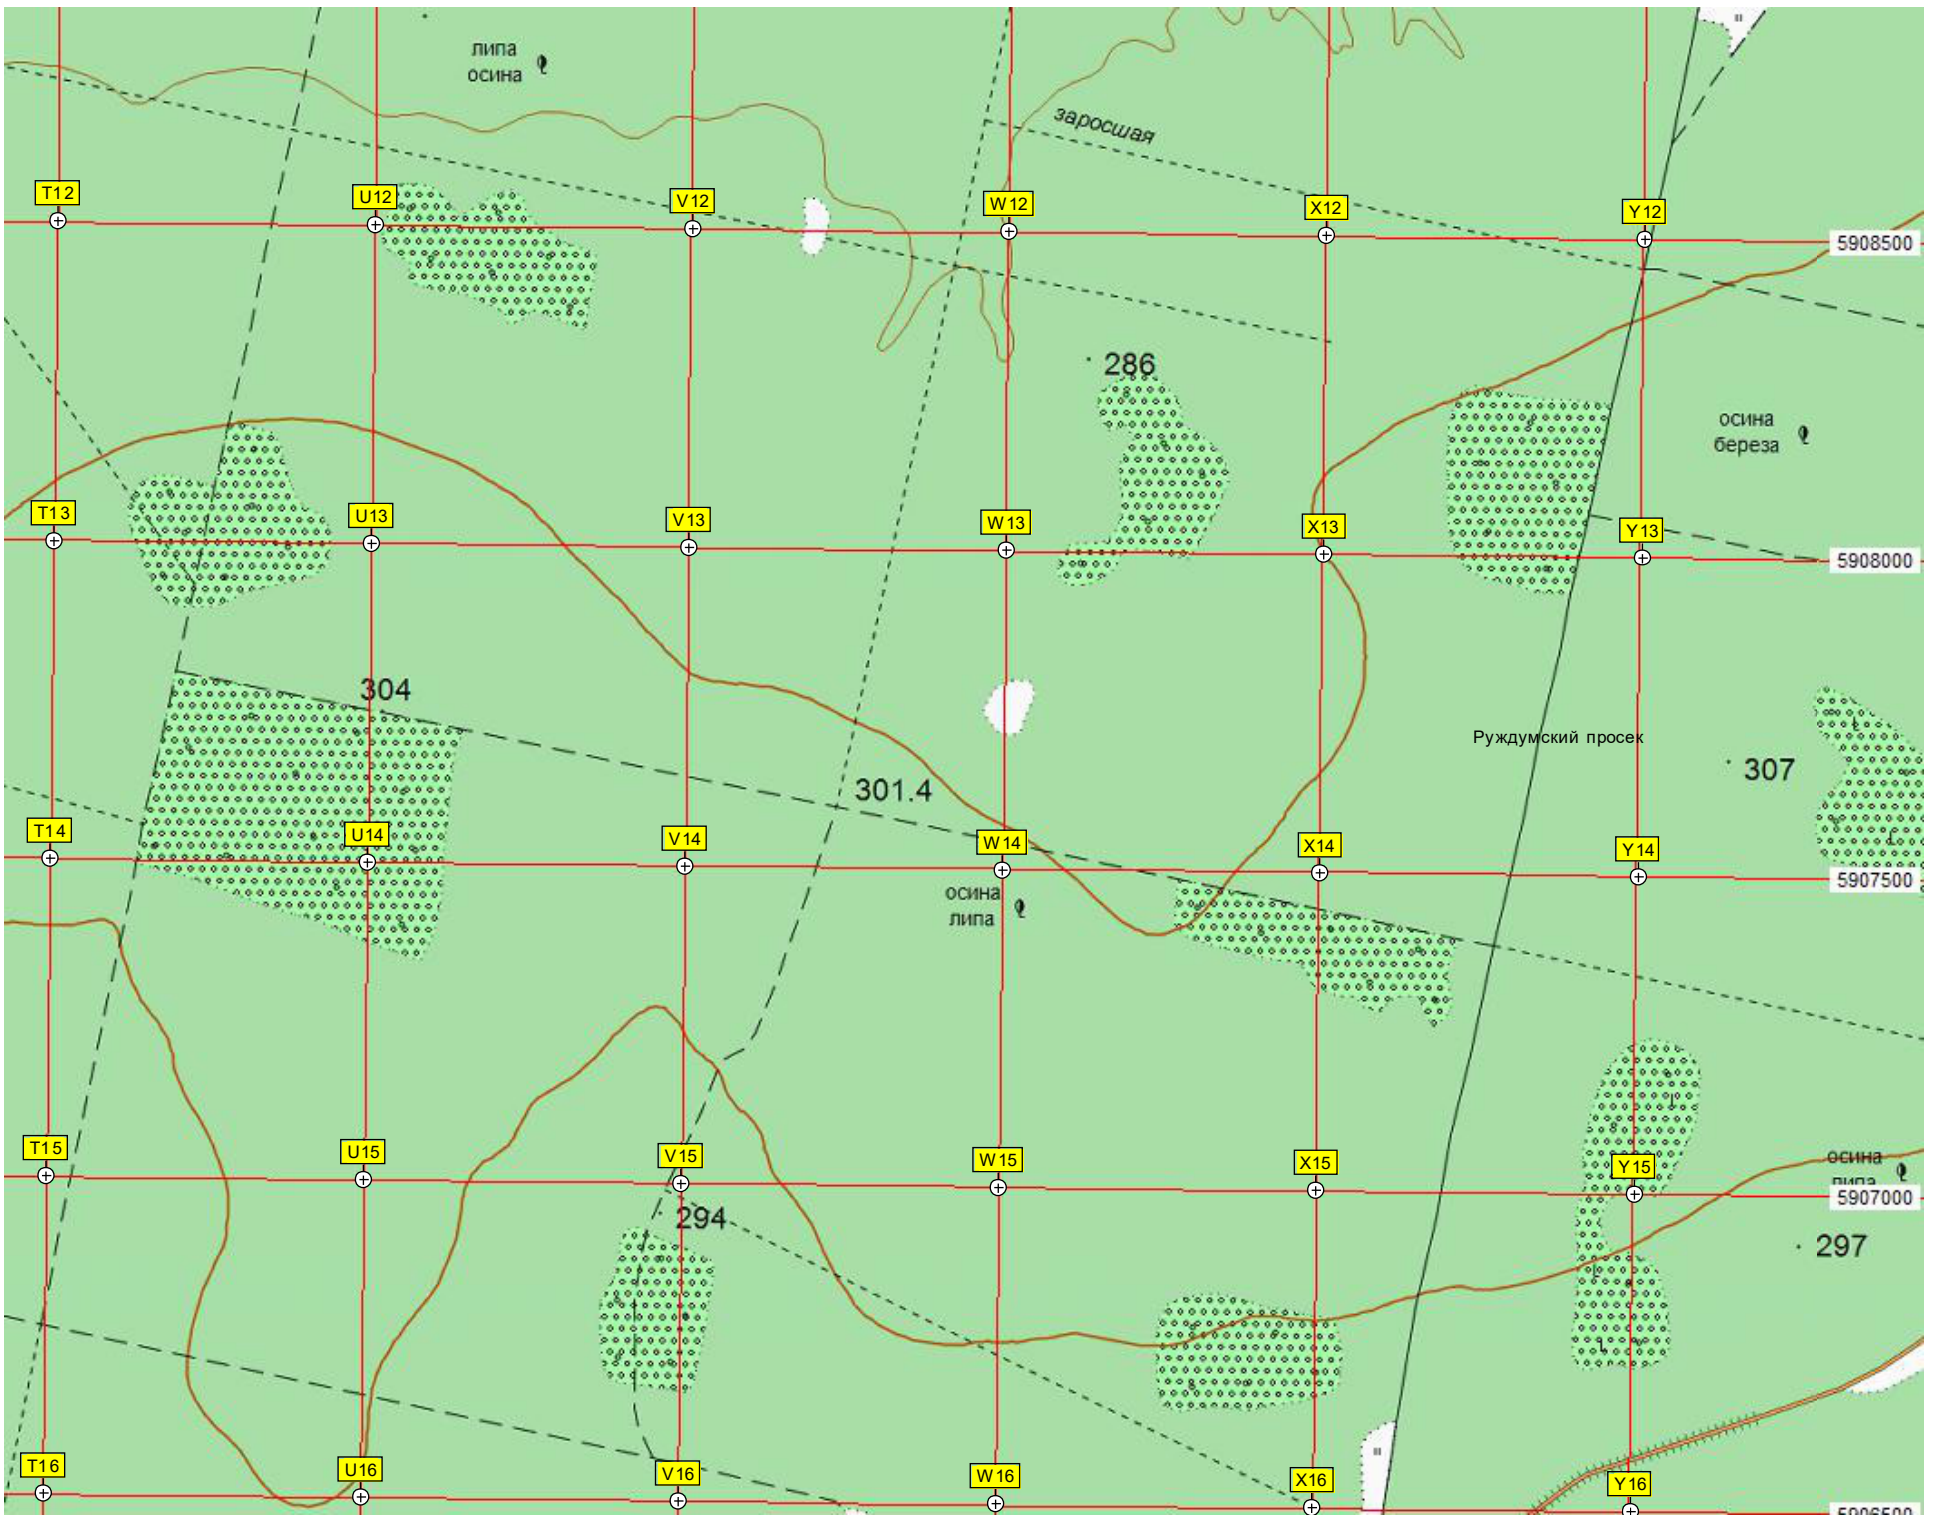 липа
осина
заросшая
T12
U12
V12
W12
X12
Y12
5908500
286
осина
береза
T13
U13
V13
W13
X13
Y13
5908000
304
Руждумский просек
307
301.4
T14
U14
V14
W14
X14
Y14
5907500
осина
липа
T15
U15
V15
W15
X15
Y15
осина
липа
5907000
294
297
T16
U16
V16
W16
X16
Y16
5906500